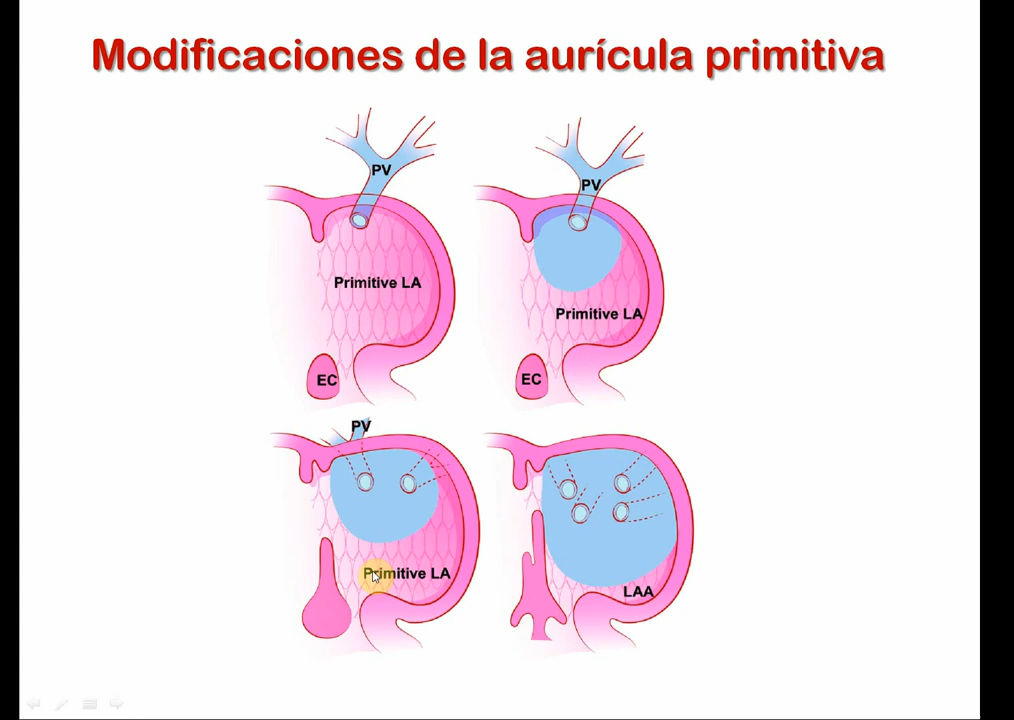 Modificaciones de la aurícula primitiva
PV
Primitive LA
EC
PV
Primitive LA
EC
PV
Primitive LA
LAA